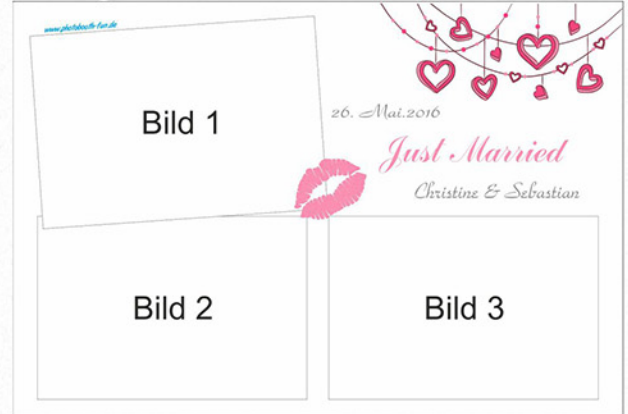 www.photobooth-fun.de
Bild 1
26. Mai.2016
Just Married
Christine & Sebastian
Bild 2
Bild 3